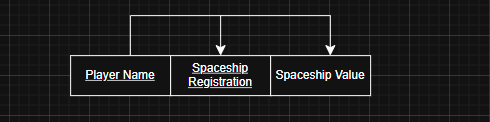 Player Name
Spaceship
Registration
Spaceship Value